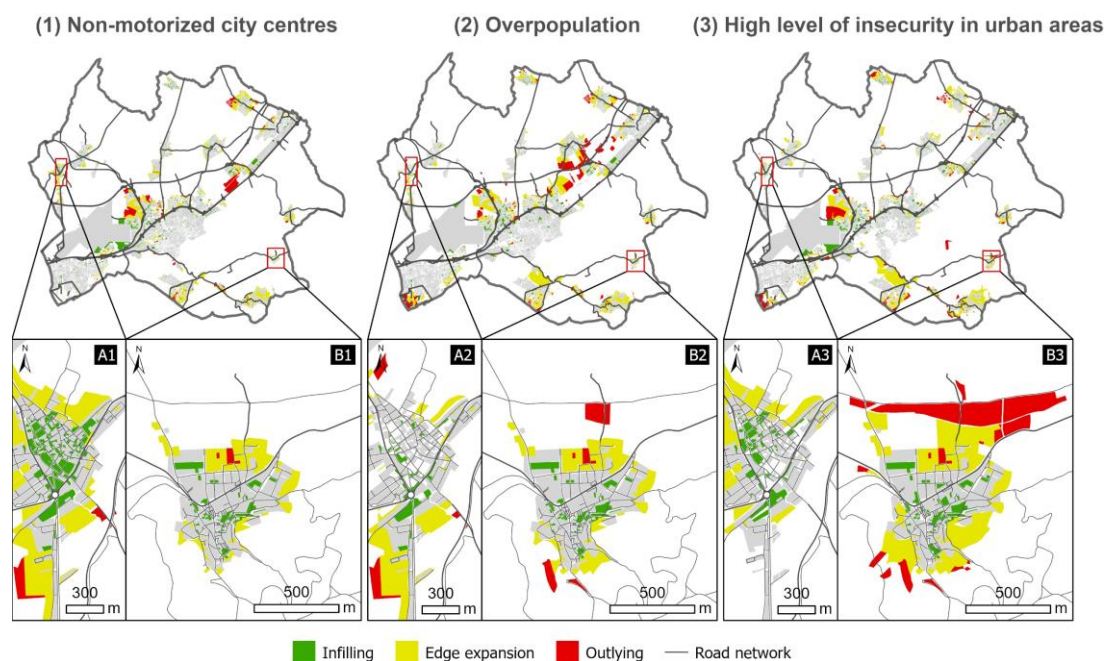 (1) Non-motorized city centres
(2) Overpopulation
(3) High level of insecurity in urban areas
N
A1
B1
N
A2
B2
N
A3
B3
300
m
500
m
300
m
500
m
300
m
500
m
Infilling
Edge expansion
Outlying
Road network